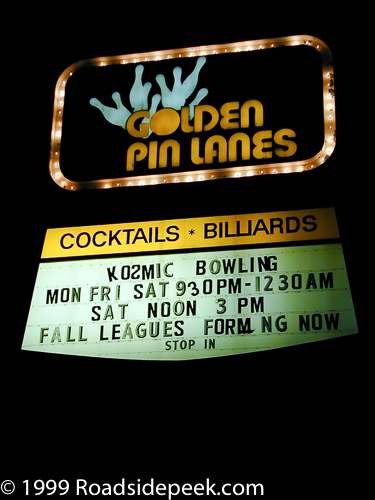 GOLDEN
PIN LANES
COCKTAILS * BILLIARDS
KOZMIC BOWLING
MON FRI SAT 930PM-1230AM
SAT NOON 3 PM
FALL LEAGUES FORM NG NOW
STOP IN
© 1999 Roadsidepeek.com